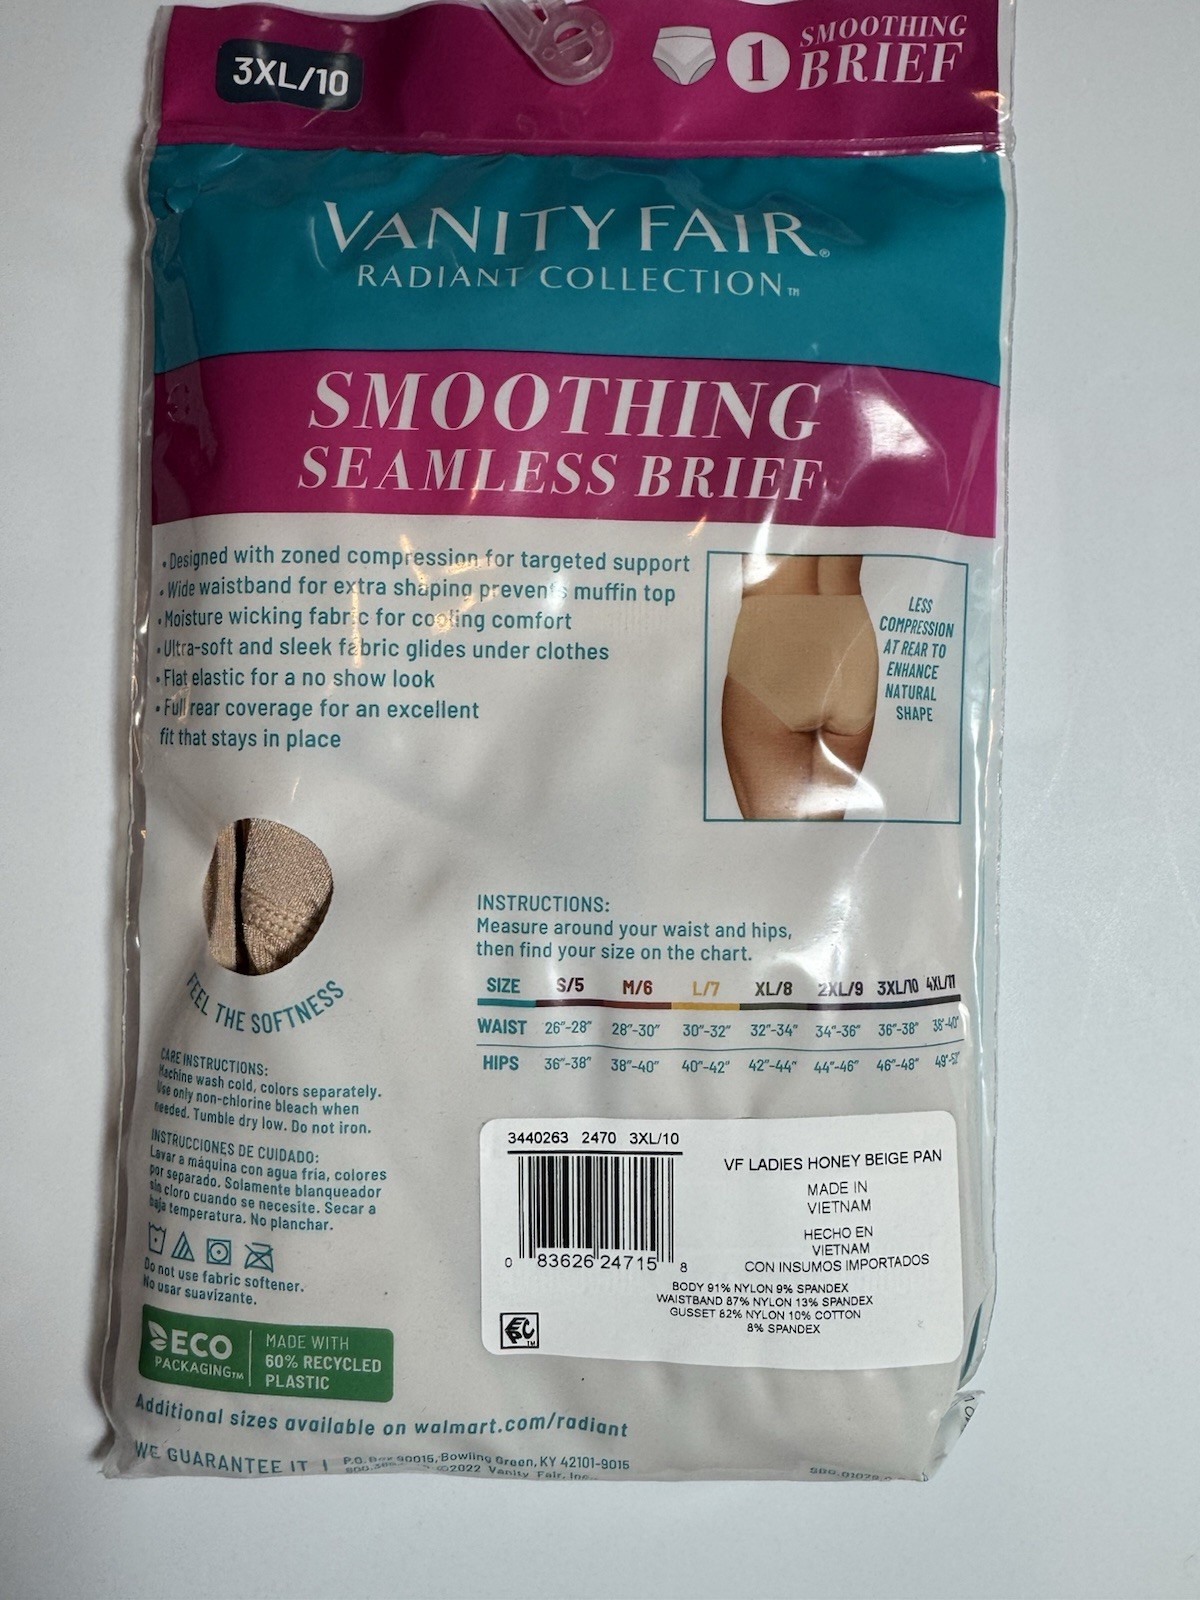 3XL/10
1
SMOOTHING
BRIEF
VANITY FAIR®
RADIANT COLLECTION™
SMOOTHING
SEAMLESS BRIEF
• Designed with zoned compression for targeted support
• Wide waistband for extra shaping prevents muffin top
• Moisture wicking fabric for cooling comfort
• Ultra-soft and sleek fabric glides under clothes
• Flat elastic for a no show look
• Full rear coverage for an excellent
fit that stays in place
LESS
COMPRESSION
AT REAR TO
ENHANCE
NATURAL
SHAPE
FEEL THE SOFTNESS
INSTRUCTIONS:
Measure around your waist and hips,
then find your size on the chart.
SIZE S/5 M/6 L/7 XL/8 2XL/9 3XL/10 4XL/11
WAIST 26"-28" 28"-30" 30"-32" 32"-34" 34"-36" 36"-38" 38"-40"
HIPS 36"-38" 38"-40" 40"-42" 42"-44" 44"-46" 46"-48" 49"-52"
CARE INSTRUCTIONS:
Machine wash cold, colors separately.
Use only non-chlorine bleach when
needed. Tumble dry low. Do not iron.
INSTRUCCIONES DE CUIDADO:
Lavar a máquina con agua fría, colores
por separado. Solamente blanqueador
sin cloro cuando se necesite. Secar a
baja temperatura. No planchar.
Do not use fabric softener.
No usar suavizante.
3440263 2470 3XL/10
0 83626 24715 8
VF LADIES HONEY BEIGE PAN
MADE IN
VIETNAM
HECHO EN
VIETNAM
CON INSUMOS IMPORTADOS
BODY 91% NYLON 9% SPANDEX
WAISTBAND 87% NYLON 13% SPANDEX
GUSSET 82% NYLON 10% COTTON
8% SPANDEX
EPC™
ECO
PACKAGING™
MADE WITH
60% RECYCLED
PLASTIC
Additional sizes available on walmart.com/radiant
WE GUARANTEE IT |
P.O. Box 90015, Bowling Green, KY 42101-9015
©2022 Vanity Fair, Inc.